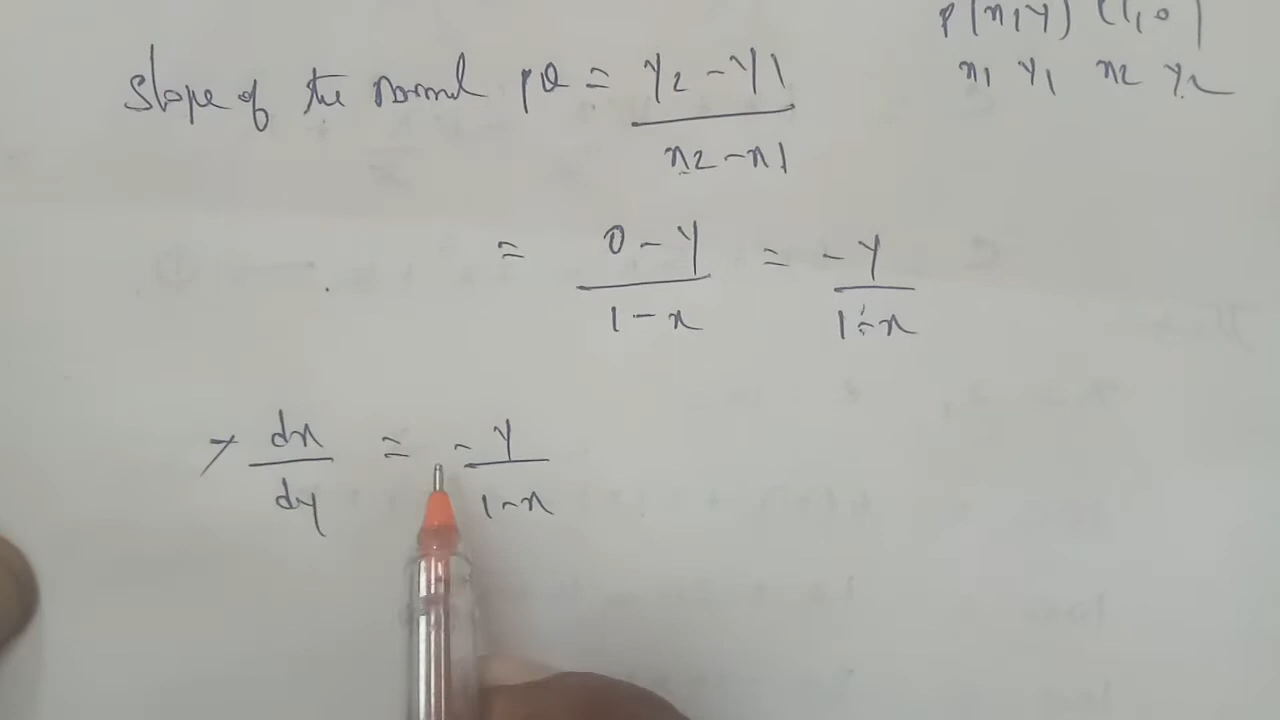 P(x,y) (1,0)
x1 y1 x2 y2
Slope of the normal PQ = y2 - y1
x2 - x1
= 0 - y = - y
1 - x 1 - x
dx = - y
dy 1 - x